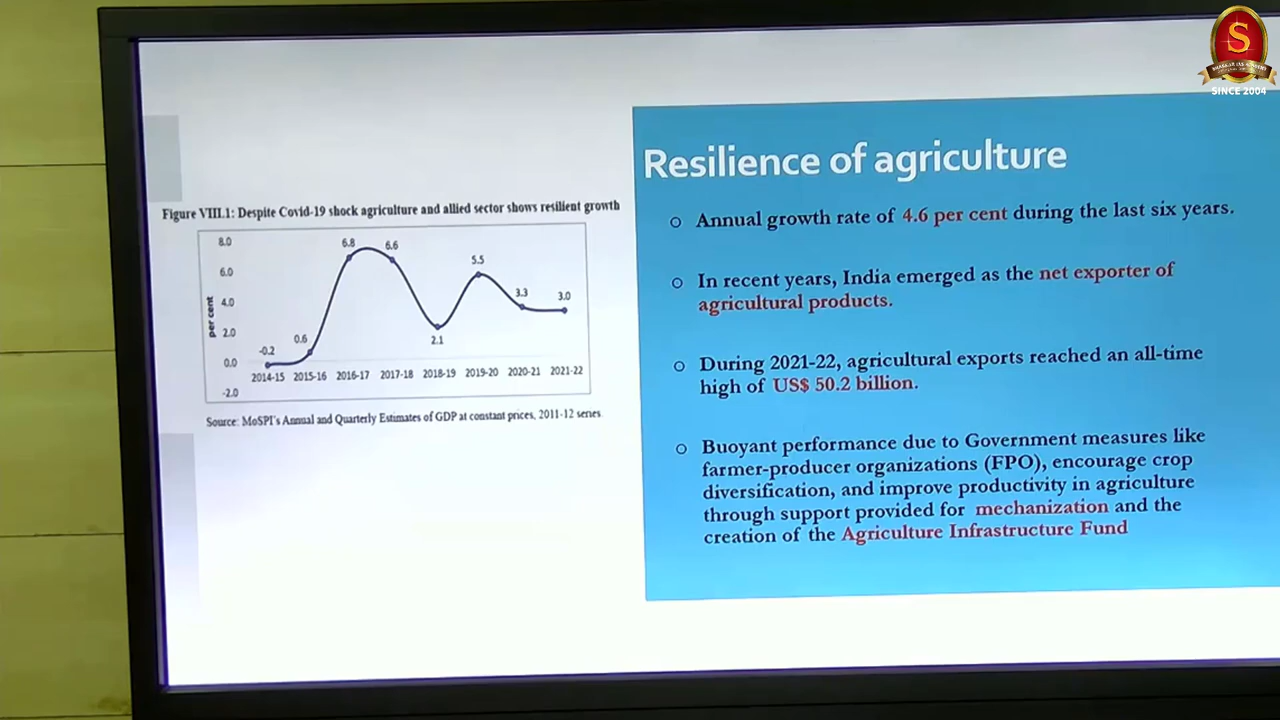 S
SINCE 2004
Resilience of agriculture
Figure VIII.1: Despite Covid-19 shock agriculture and allied sector shows resilient growth
8.0
6.0
4.0
2.0
0.0
-2.0
per cent
-0.2
0.6
6.8
6.6
2.1
5.5
3.3
3.0
2014-15 2015-16 2016-17 2017-18 2018-19 2019-20 2020-21 2021-22
Source: MoSPI's Annual and Quarterly Estimates of GDP at constant prices, 2011-12 series.
Annual growth rate of 4.6 per cent during the last six years.
In recent years, India emerged as the net exporter of
agricultural products.
During 2021-22, agricultural exports reached an all-time
high of US$ 50.2 billion.
Buoyant performance due to Government measures like
farmer-producer organizations (FPO), encourage crop
diversification, and improve productivity in agriculture
through support provided for mechanization and the
creation of the Agriculture Infrastructure Fund